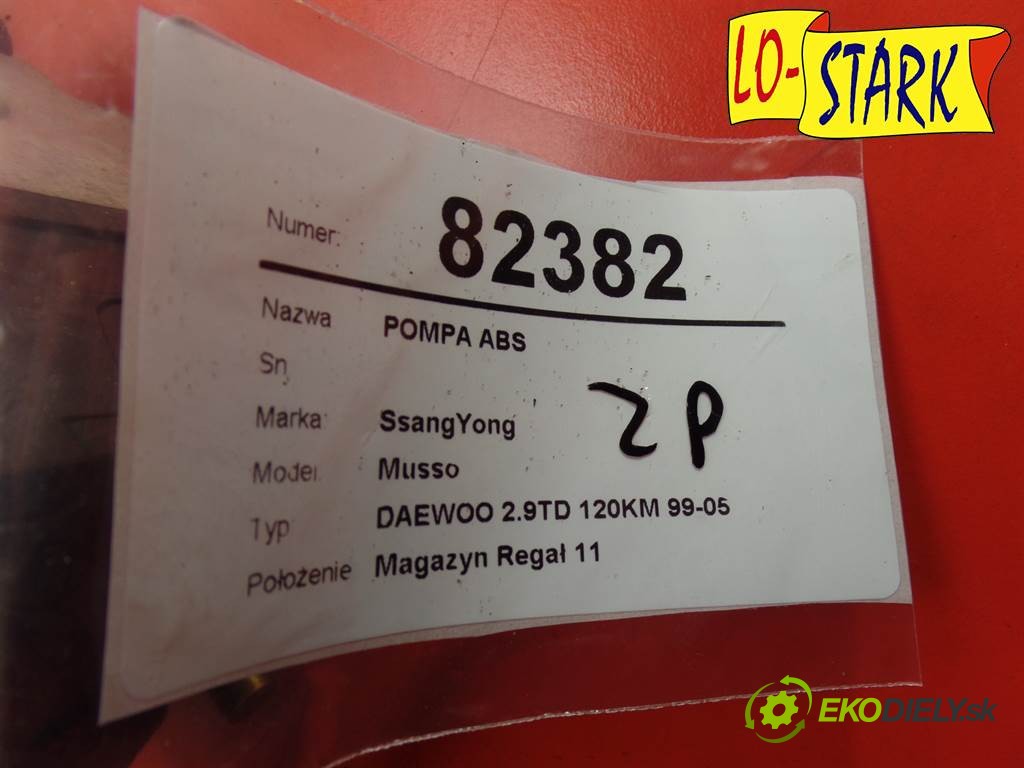 LO-STARK
Numer: 82382
Nazwa POMPA ABS
Sn
Marka: SsangYong
Model: Musso
Typ DAEWOO 2.9TD 120KM 99-05
Położenie Magazyn Regał 11
ZP
EKODIELY.sk